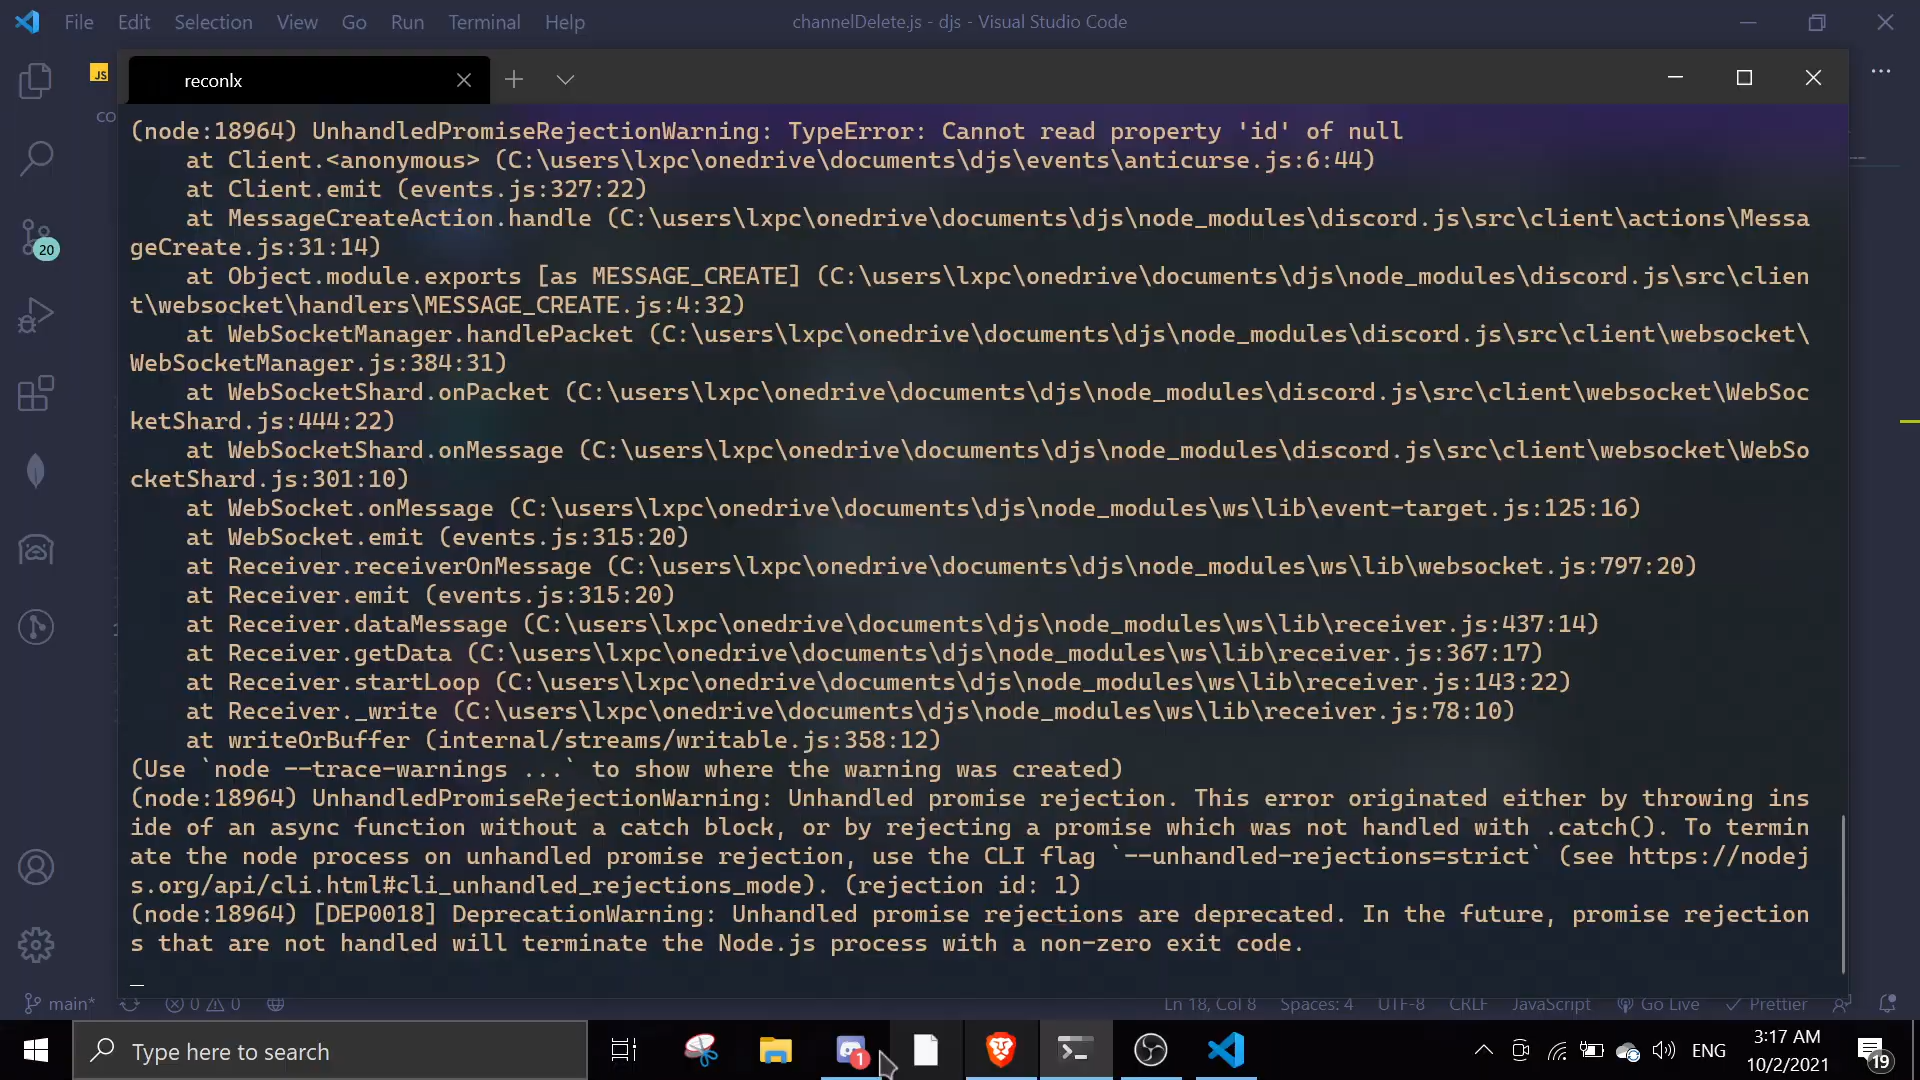 File Edit Selection View Go Run Terminal Help
channelDelete.js - djs - Visual Studio Code
JS
reconlx
co
(node:18964) UnhandledPromiseRejectionWarning: TypeError: Cannot read property 'id' of null
at Client.<anonymous> (C:\users\lxpc\onedrive\documents\djs\events\anticurse.js:6:44)
at Client.emit (events.js:327:22)
at MessageCreateAction.handle (C:\users\lxpc\onedrive\documents\djs\node_modules\discord.js\src\client\actions\Messa
geCreate.js:31:14)
at Object.module.exports [as MESSAGE_CREATE] (C:\users\lxpc\onedrive\documents\djs\node_modules\discord.js\src\clien
t\websocket\handlers\MESSAGE_CREATE.js:4:32)
at WebSocketManager.handlePacket (C:\users\lxpc\onedrive\documents\djs\node_modules\discord.js\src\client\websocket\
WebSocketManager.js:384:31)
at WebSocketShard.onPacket (C:\users\lxpc\onedrive\documents\djs\node_modules\discord.js\src\client\websocket\WebSoc
ketShard.js:444:22)
at WebSocketShard.onMessage (C:\users\lxpc\onedrive\documents\djs\node_modules\discord.js\src\client\websocket\WebSo
cketShard.js:301:10)
at WebSocket.onMessage (C:\users\lxpc\onedrive\documents\djs\node_modules\ws\lib\event-target.js:125:16)
at WebSocket.emit (events.js:315:20)
at Receiver.receiverOnMessage (C:\users\lxpc\onedrive\documents\djs\node_modules\ws\lib\websocket.js:797:20)
at Receiver.emit (events.js:315:20)
at Receiver.dataMessage (C:\users\lxpc\onedrive\documents\djs\node_modules\ws\lib\receiver.js:437:14)
at Receiver.getData (C:\users\lxpc\onedrive\documents\djs\node_modules\ws\lib\receiver.js:367:17)
at Receiver.startLoop (C:\users\lxpc\onedrive\documents\djs\node_modules\ws\lib\receiver.js:143:22)
at Receiver._write (C:\users\lxpc\onedrive\documents\djs\node_modules\ws\lib\receiver.js:78:10)
at writeOrBuffer (internal/streams/writable.js:358:12)
(Use `node --trace-warnings ...` to show where the warning was created)
(node:18964) UnhandledPromiseRejectionWarning: Unhandled promise rejection. This error originated either by throwing ins
ide of an async function without a catch block, or by rejecting a promise which was not handled with .catch(). To termin
ate the node process on unhandled promise rejection, use the CLI flag `--unhandled-rejections=strict` (see https://nodej
s.org/api/cli.html#cli_unhandled_rejections_mode). (rejection id: 1)
(node:18964) [DEP0018] DeprecationWarning: Unhandled promise rejections are deprecated. In the future, promise rejection
s that are not handled will terminate the Node.js process with a non-zero exit code.
20
main* 0 0 Ln 18, Col 8 Spaces: 4 UTF-8 CRLF JavaScript Go Live Prettier
Type here to search
1
ENG
3:17 AM
10/2/2021
19